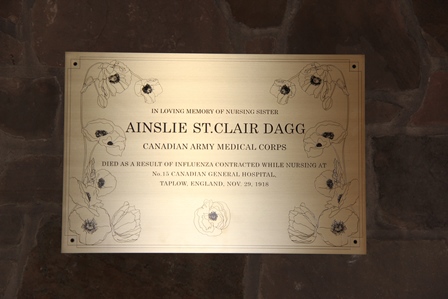 IN LOVING MEMORY OF NURSING SISTER
AINSLIE ST.CLAIR DAGG
CANADIAN ARMY MEDICAL CORPS
DIED AS A RESULT OF INFLUENZA CONTRACTED WHILE NURSING AT
No.15 CANADIAN GENERAL HOSPITAL,
TAPLOW, ENGLAND, NOV. 29, 1918